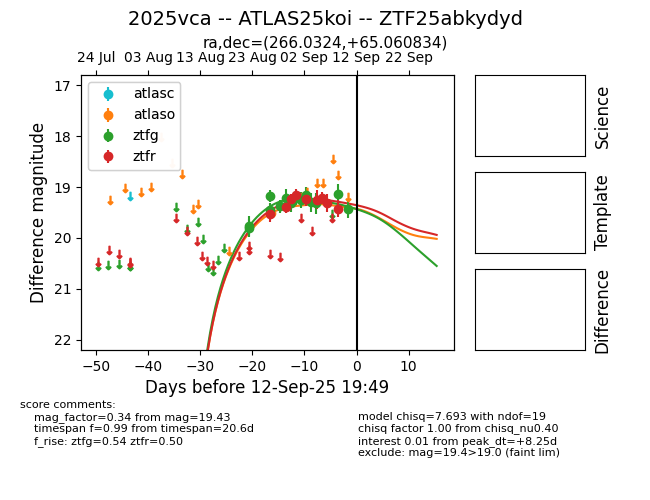 2025vca -- ATLAS25koi -- ZTF25abkydyd
ra,dec=(266.0324,+65.060834)
24 Jul 03 Aug 13 Aug 23 Aug 02 Sep 12 Sep 22 Sep
atlasc
atlaso
ztfg
ztfr
17
18
19
20
21
22
Difference magnitude
−50 −40 −30 −20 −10 0 10
Days before 12-Sep-25 19:49
Science
Template
Difference
score comments:
mag_factor=0.34 from mag=19.43
timespan f=0.99 from timespan=20.6d
f_rise: ztfg=0.54 ztfr=0.50
model chisq=7.693 with ndof=19
chisq factor 1.00 from chisq_nu0.40
interest 0.01 from peak_dt=+8.25d
exclude: mag=19.4>19.0 (faint lim)